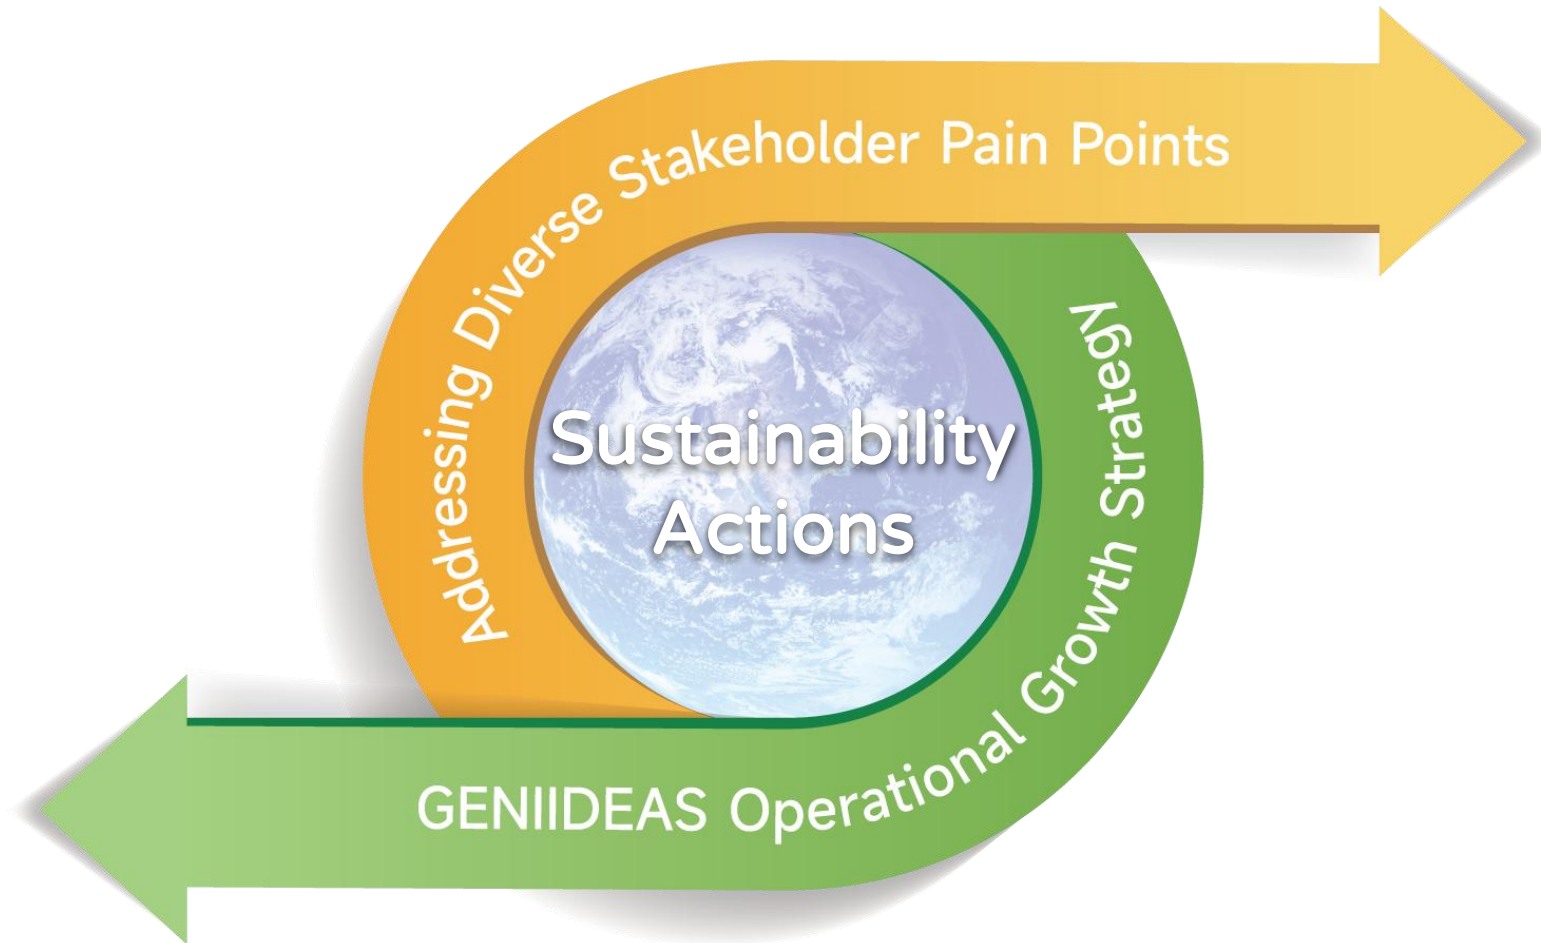 Addressing Diverse Stakeholder Pain Points
Sustainability
Actions
GENIIDEAS Operational Growth Strategy